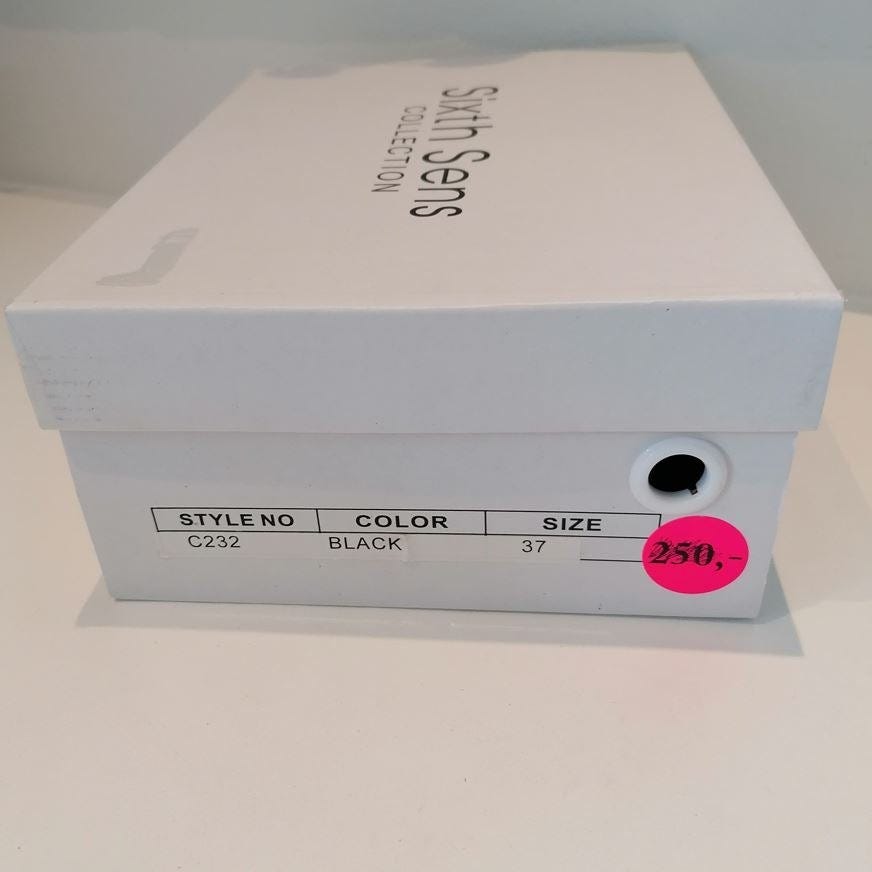 Sixth Sens
COLLECTION
STYLE NO COLOR SIZE
C232 BLACK 37
250,-